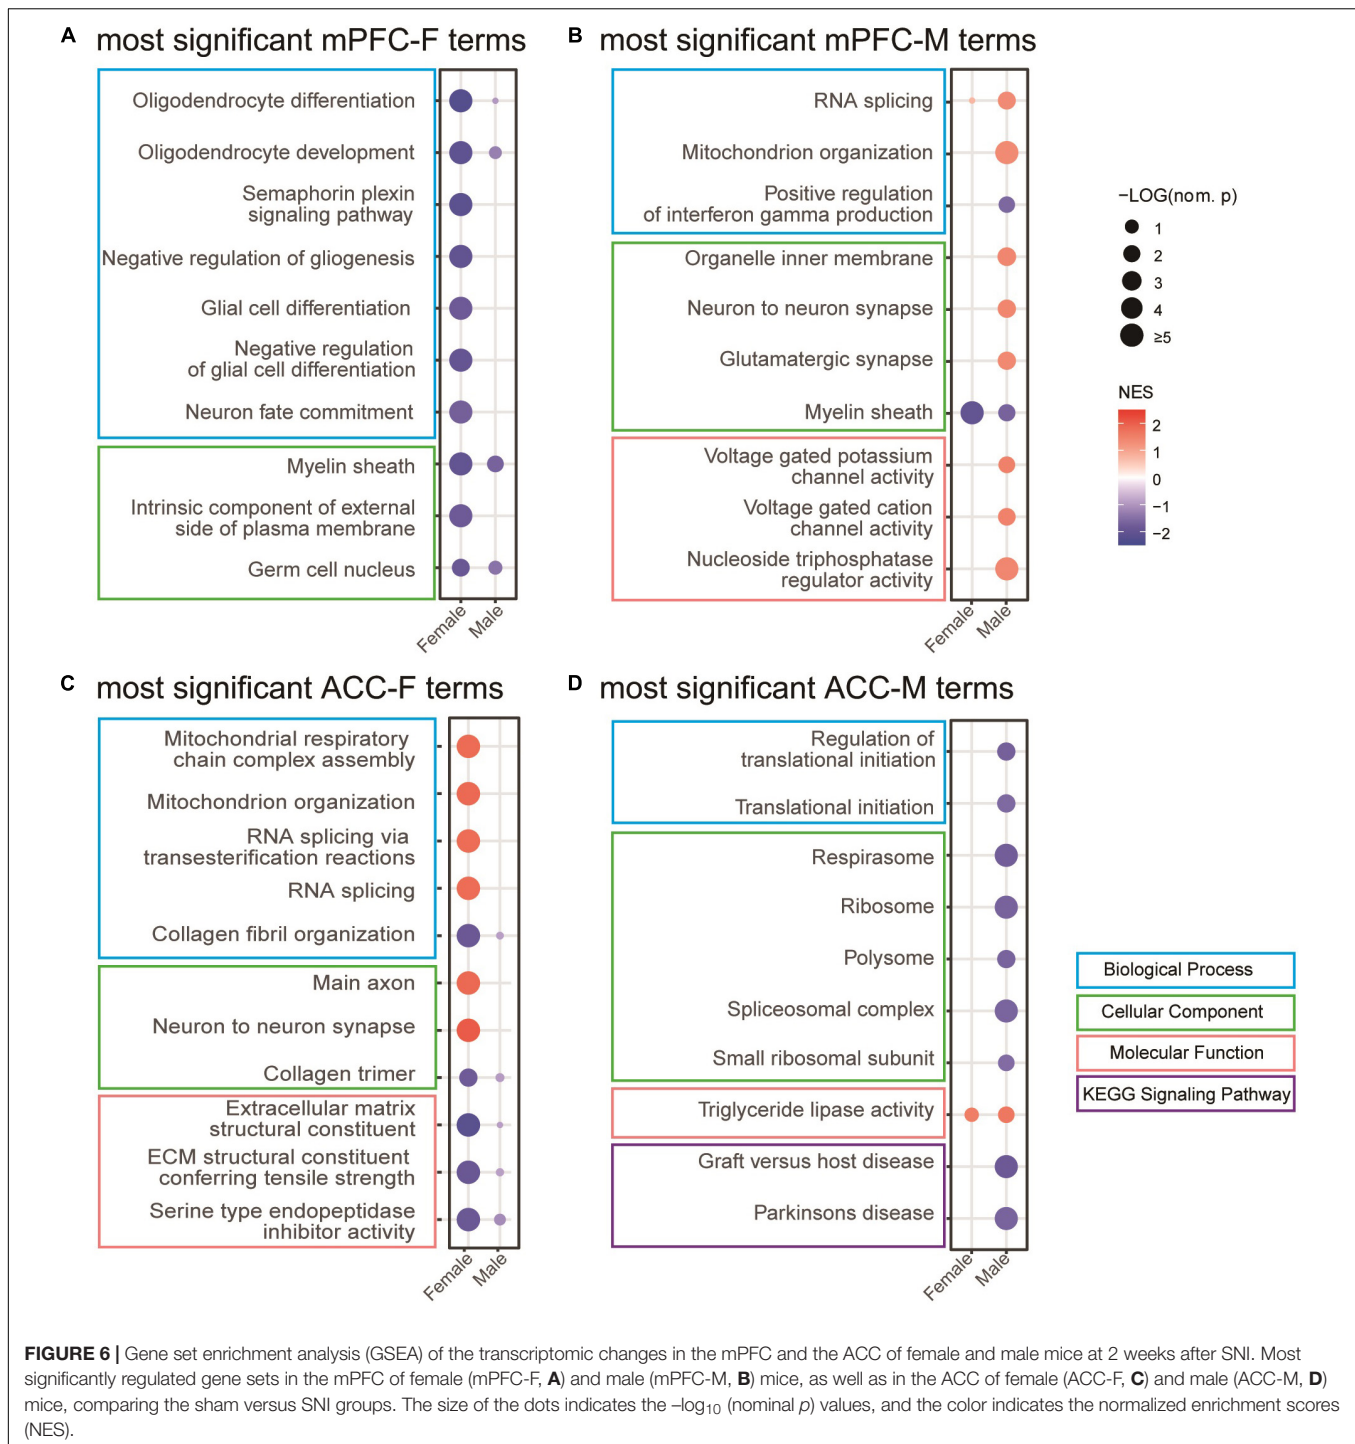 A most significant mPFC-F terms
Oligodendrocyte differentiation
Oligodendrocyte development
Semaphorin plexin
signaling pathway
Negative regulation of gliogenesis
Glial cell differentiation
Negative regulation
of glial cell differentiation
Neuron fate commitment
Myelin sheath
Intrinsic component of external
side of plasma membrane
Germ cell nucleus
Female
Male
B most significant mPFC-M terms
RNA splicing
Mitochondrion organization
Positive regulation
of interferon gamma production
Organelle inner membrane
Neuron to neuron synapse
Glutamatergic synapse
Myelin sheath
Voltage gated potassium
channel activity
Voltage gated cation
channel activity
Nucleoside triphosphatase
regulator activity
Female
Male
−LOG(nom. p)
1
2
3
4
≥5
NES
2
1
0
−1
−2
C most significant ACC-F terms
Mitochondrial respiratory
chain complex assembly
Mitochondrion organization
RNA splicing via
transesterification reactions
RNA splicing
Collagen fibril organization
Main axon
Neuron to neuron synapse
Collagen trimer
Extracellular matrix
structural constituent
ECM structural constituent
conferring tensile strength
Serine type endopeptidase
inhibitor activity
Female
Male
D most significant ACC-M terms
Regulation of
translational initiation
Translational initiation
Respirasome
Ribosome
Polysome
Spliceosomal complex
Small ribosomal subunit
Triglyceride lipase activity
Graft versus host disease
Parkinsons disease
Female
Male
Biological Process
Cellular Component
Molecular Function
KEGG Signaling Pathway
FIGURE 6 | Gene set enrichment analysis (GSEA) of the transcriptomic changes in the mPFC and the ACC of female and male mice at 2 weeks after SNI. Most
significantly regulated gene sets in the mPFC of female (mPFC-F, A) and male (mPFC-M, B) mice, as well as in the ACC of female (ACC-F, C) and male (ACC-M, D)
mice, comparing the sham versus SNI groups. The size of the dots indicates the –log10 (nominal p) values, and the color indicates the normalized enrichment scores
(NES).